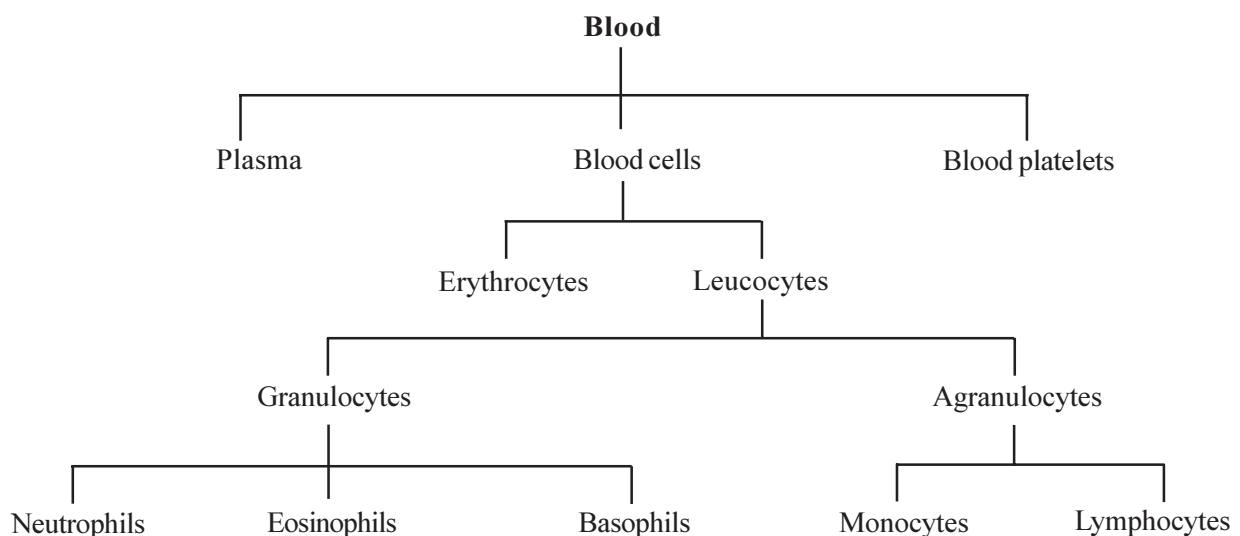 Blood
Plasma Blood cells Blood platelets
Erythrocytes Leucocytes
Granulocytes Agranulocytes
Neutrophils Eosinophils Basophils Monocytes Lymphocytes